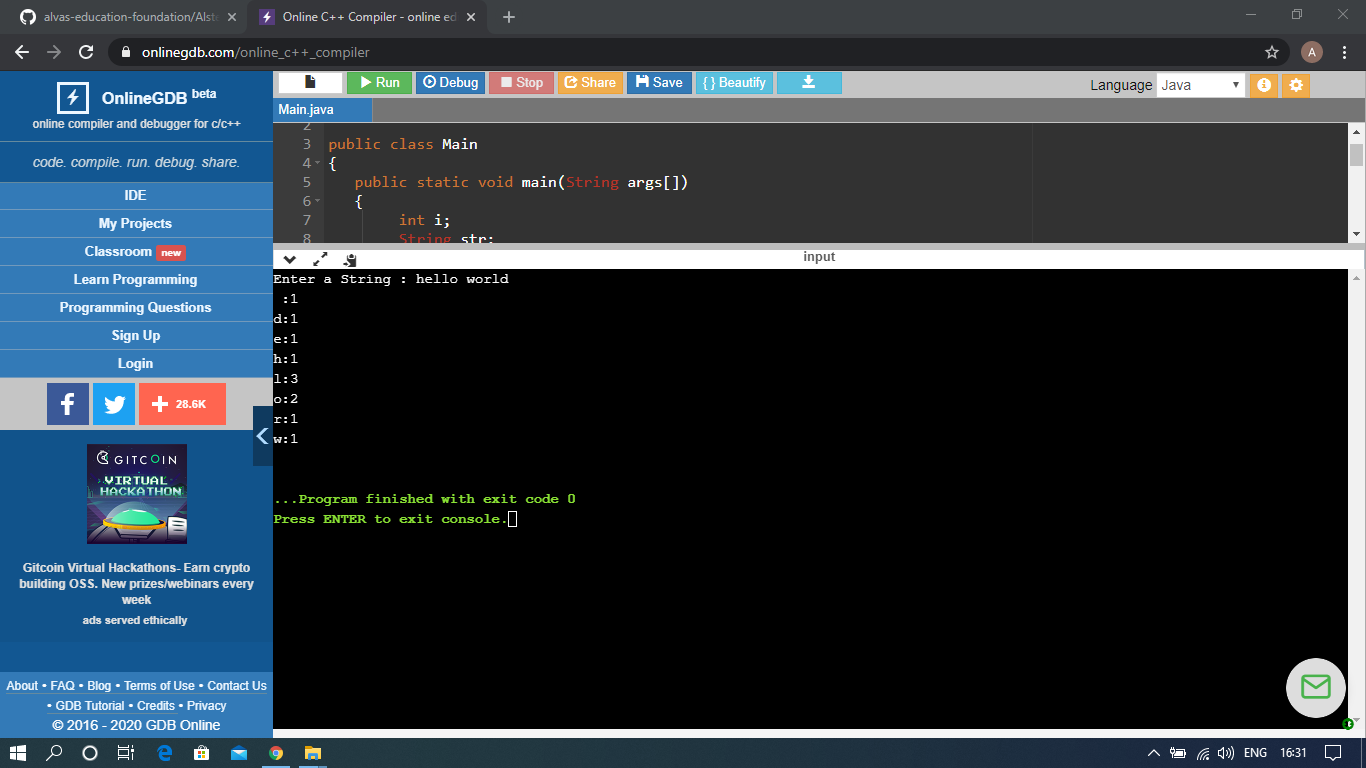 alvas-education-foundation/Alste
Online C++ Compiler - online ed
onlinegdb.com/online_c++_compiler
A
OnlineGDB beta
online compiler and debugger for c/c++
code. compile. run. debug. share.
IDE
My Projects
Classroom new
Learn Programming
Programming Questions
Sign Up
Login
28.6K
GITCOIN
VIRTUAL
HACKATHON
Gitcoin Virtual Hackathons- Earn crypto
building OSS. New prizes/webinars every
week
ads served ethically
About • FAQ • Blog • Terms of Use • Contact Us
• GDB Tutorial • Credits • Privacy
© 2016 - 2020 GDB Online
Run Debug Stop Share Save { } Beautify Language Java
Main.java
2
3 public class Main
4 {
5 public static void main(String args[])
6 {
7 int i;
8 String str;
input
Enter a String : hello world
 :1
d:1
e:1
h:1
l:3
o:2
r:1
w:1
...Program finished with exit code 0
Press ENTER to exit console.
ENG 16:31